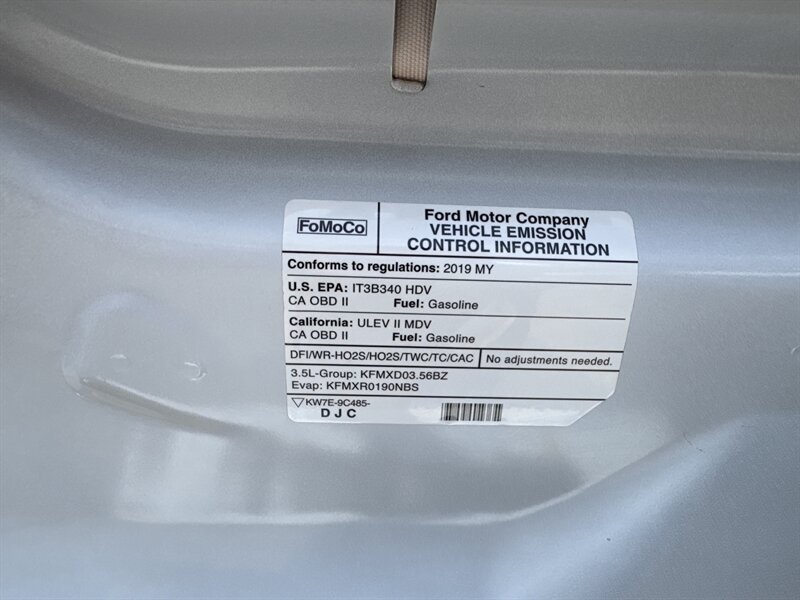 FoMoCo
Ford Motor Company
VEHICLE EMISSION
CONTROL INFORMATION
Conforms to regulations: 2019 MY
U.S. EPA: IT3B340 HDV
CA OBD II Fuel: Gasoline
California: ULEV II MDV
CA OBD II Fuel: Gasoline
DFI/WR-HO2S/HO2S/TWC/TC/CAC No adjustments needed.
3.5L-Group: KFMXD03.56BZ
Evap: KFMXR0190NBS
KW7E-9C485-
D J C